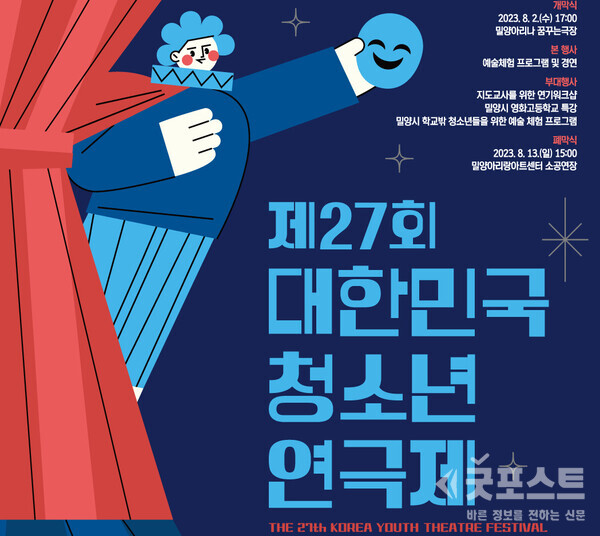 개막식
2023. 8. 2.(수) 17:00
밀양아리나 꿈꾸는극장
본 행사
예술체험 프로그램 및 경연
부대행사
지도교사를 위한 연기워크샵
밀양시 영화고등학교 특강
밀양시 학교밖 청소년들을 위한 예술 체험 프로그램
폐막식
2023. 8. 13.(일) 15:00
밀양아리랑아트센터 소공연장
제27회
대한민국
청소년
연극제
THE 27th KOREA YOUTH THEATRE FESTIVAL
굿포스트
바른 정보를 전하는 신문